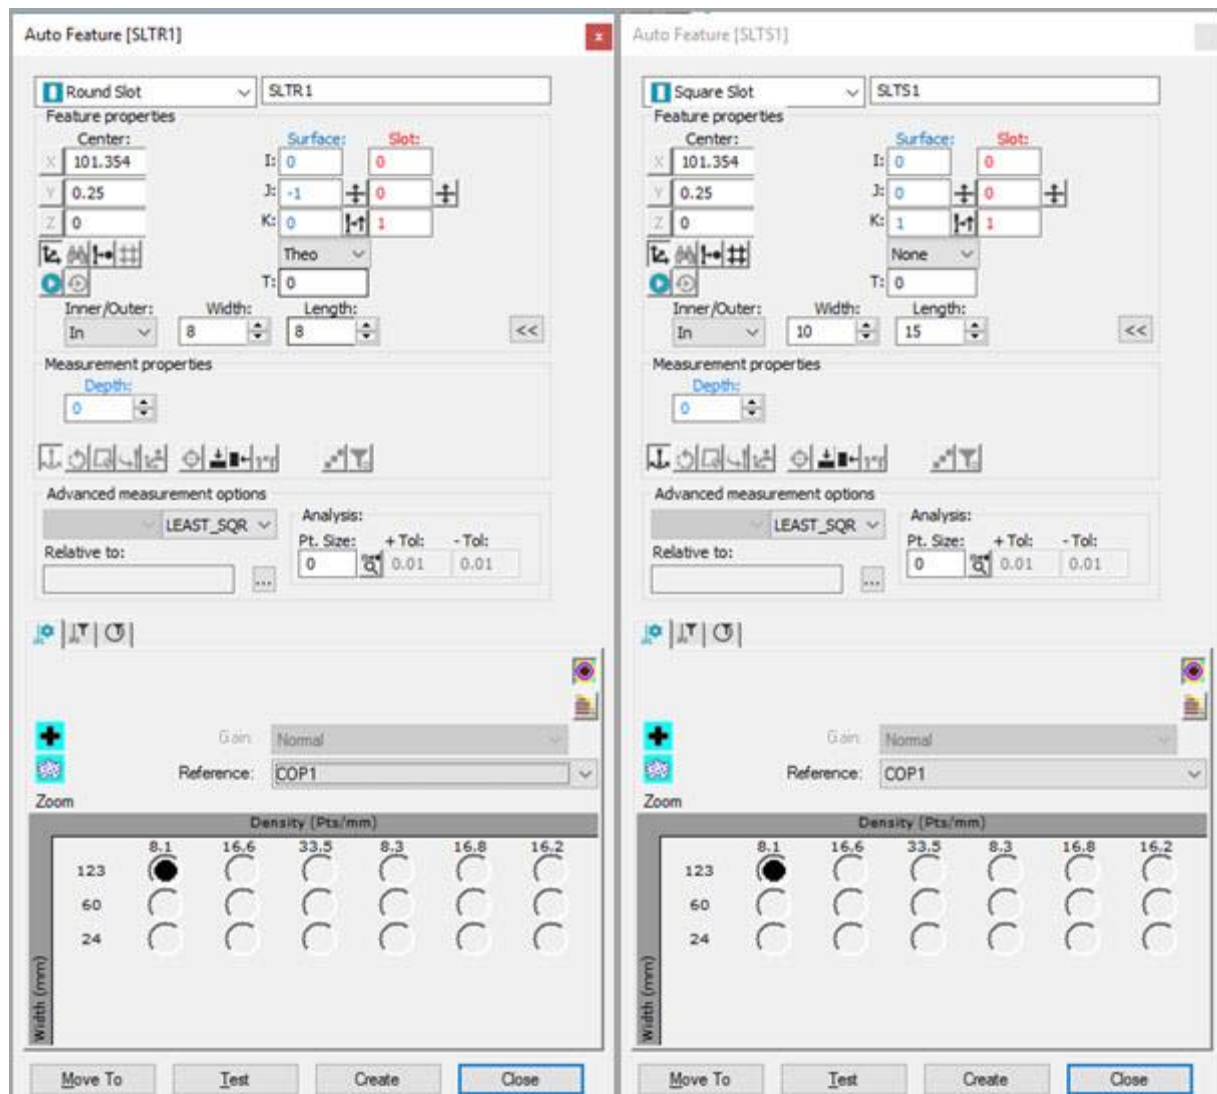 Auto Feature [SLTR1]
x
Round Slot
SLTR1
Feature properties
Center:
Surface:
Slot:
X 101.354
I: 0
0
Y 0.25
J: -1
0
Z 0
K: 0
1
Theo
T: 0
Inner/Outer:
Width:
Length:
In
8
8
<<
Measurement properties
Depth:
0
Advanced measurement options
LEAST_SQR
Analysis:
Pt. Size:
+ Tol:
- Tol:
0
0.01
0.01
Relative to:
...
Gain:
Normal
Reference:
COP1
Zoom
Density (Pts/mm)
8.1 16.6 33.5 8.3 16.8 16.2
123
60
24
Width (mm)
Move To
Test
Create
Close
Auto Feature [SLTS1]
Square Slot
SLTS1
Feature properties
Center:
Surface:
Slot:
X 101.354
I: 0
0
Y 0.25
J: 0
0
Z 0
K: 1
1
None
T: 0
Inner/Outer:
Width:
Length:
In
10
15
<<
Measurement properties
Depth:
0
Advanced measurement options
LEAST_SQR
Analysis:
Pt. Size:
+ Tol:
- Tol:
0
0.01
0.01
Relative to:
...
Gain:
Normal
Reference:
COP1
Zoom
Density (Pts/mm)
8.1 16.6 33.5 8.3 16.8 16.2
123
60
24
Width (mm)
Move To
Test
Create
Close